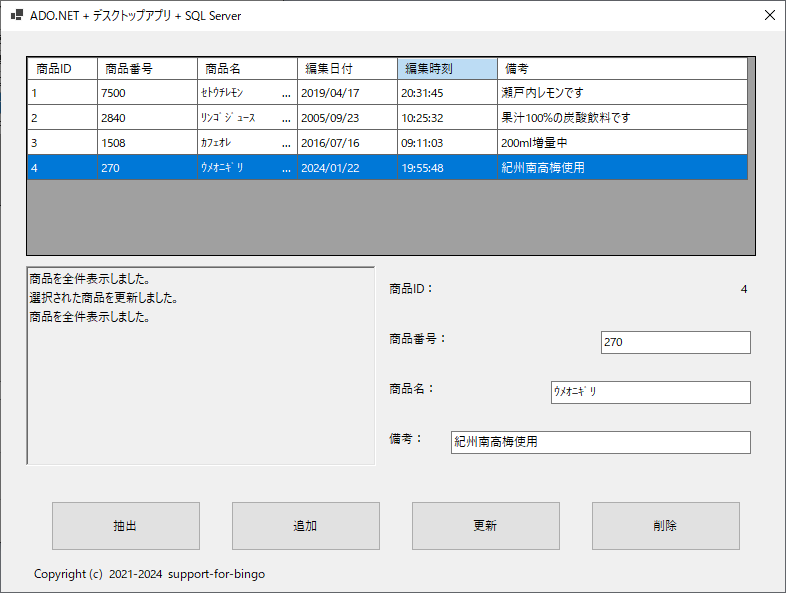 ADO.NET + デスクトップアプリ + SQL Server
商品ID 商品番号 商品名 編集日付 編集時刻 備考
1 7500 ｾﾄｳﾁﾚﾓﾝ ... 2019/04/17 20:31:45 瀬戸内レモンです
2 2840 ﾘﾝｺﾞｼﾞｭｰｽ ... 2005/09/23 10:25:32 果汁100%の炭酸飲料です
3 1508 ｶﾌｪｵﾚ ... 2016/07/16 09:11:03 200ml増量中
4 270 ｳﾒｵﾆｷﾞﾘ ... 2024/01/22 19:55:48 紀州南高梅使用
商品を全件表示しました。
選択された商品を更新しました。
商品を全件表示しました。
商品ID： 4
商品番号： 270
商品名： ｳﾒｵﾆｷﾞﾘ
備考： 紀州南高梅使用
抽出 追加 更新 削除
Copyright (c) 2021-2024 support-for-bingo